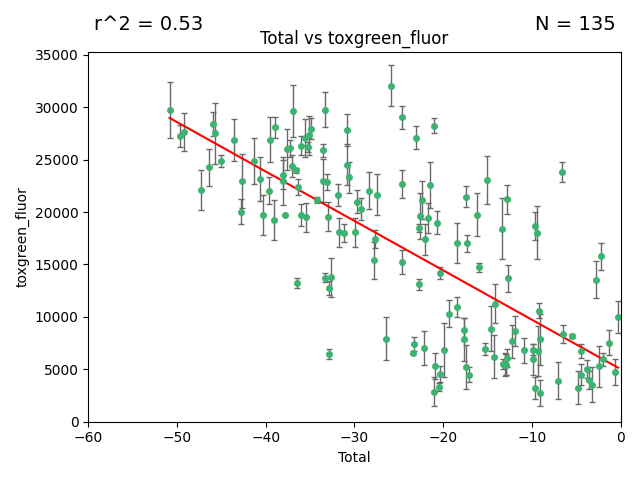 r^2 = 0.53 N = 135
Total vs toxgreen_fluor
35000
30000
25000
20000
15000
10000
5000
0
toxgreen_fluor
−60 −50 −40 −30 −20 −10 0
Total